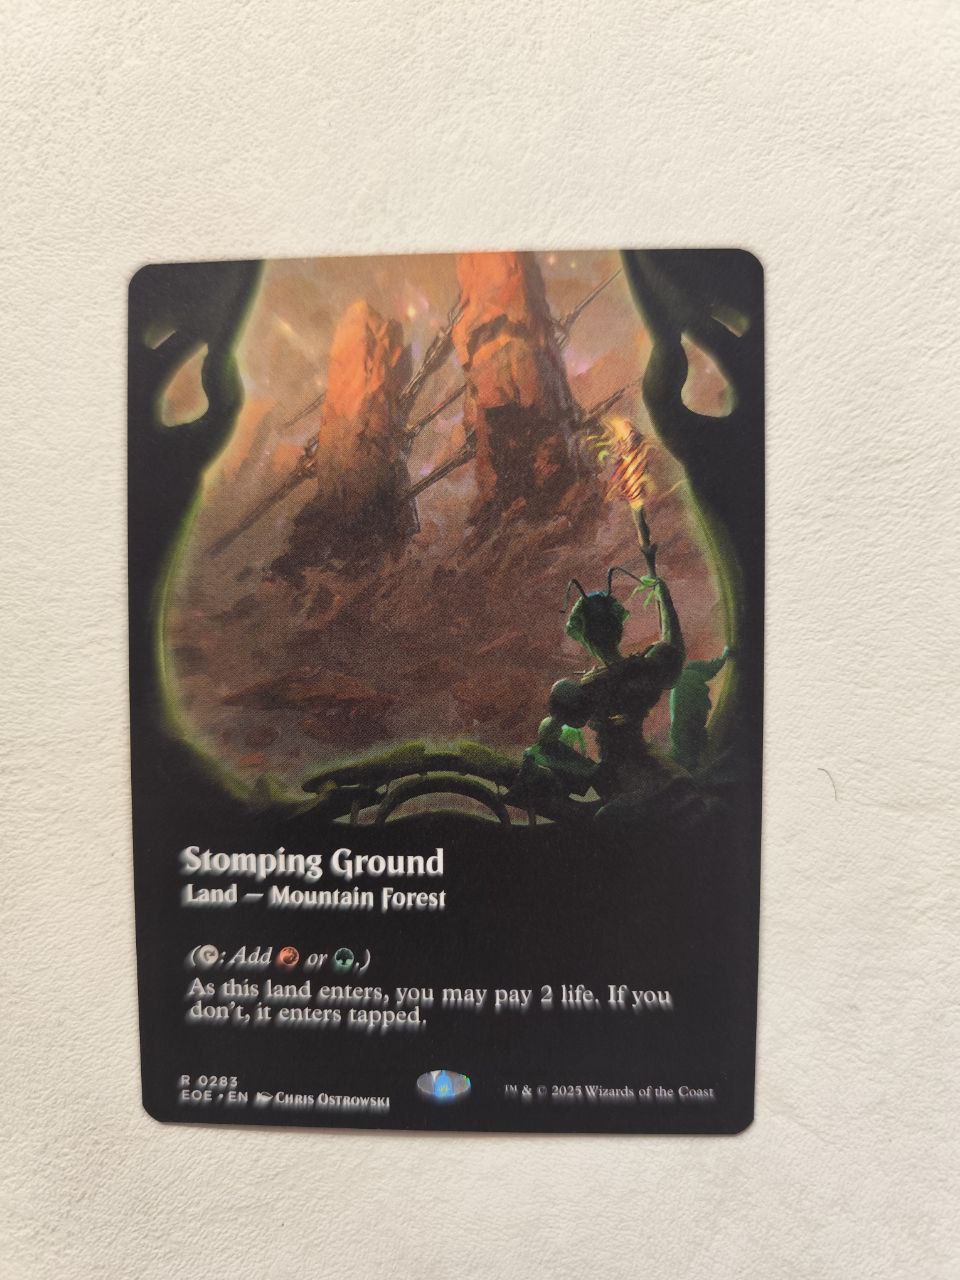 Stomping Ground
Land — Mountain Forest
(: Add or .)
As this land enters, you may pay 2 life. If you
don't, it enters tapped.
R 0283
EOE • EN Chris Ostrowski
™ & © 2025 Wizards of the Coast